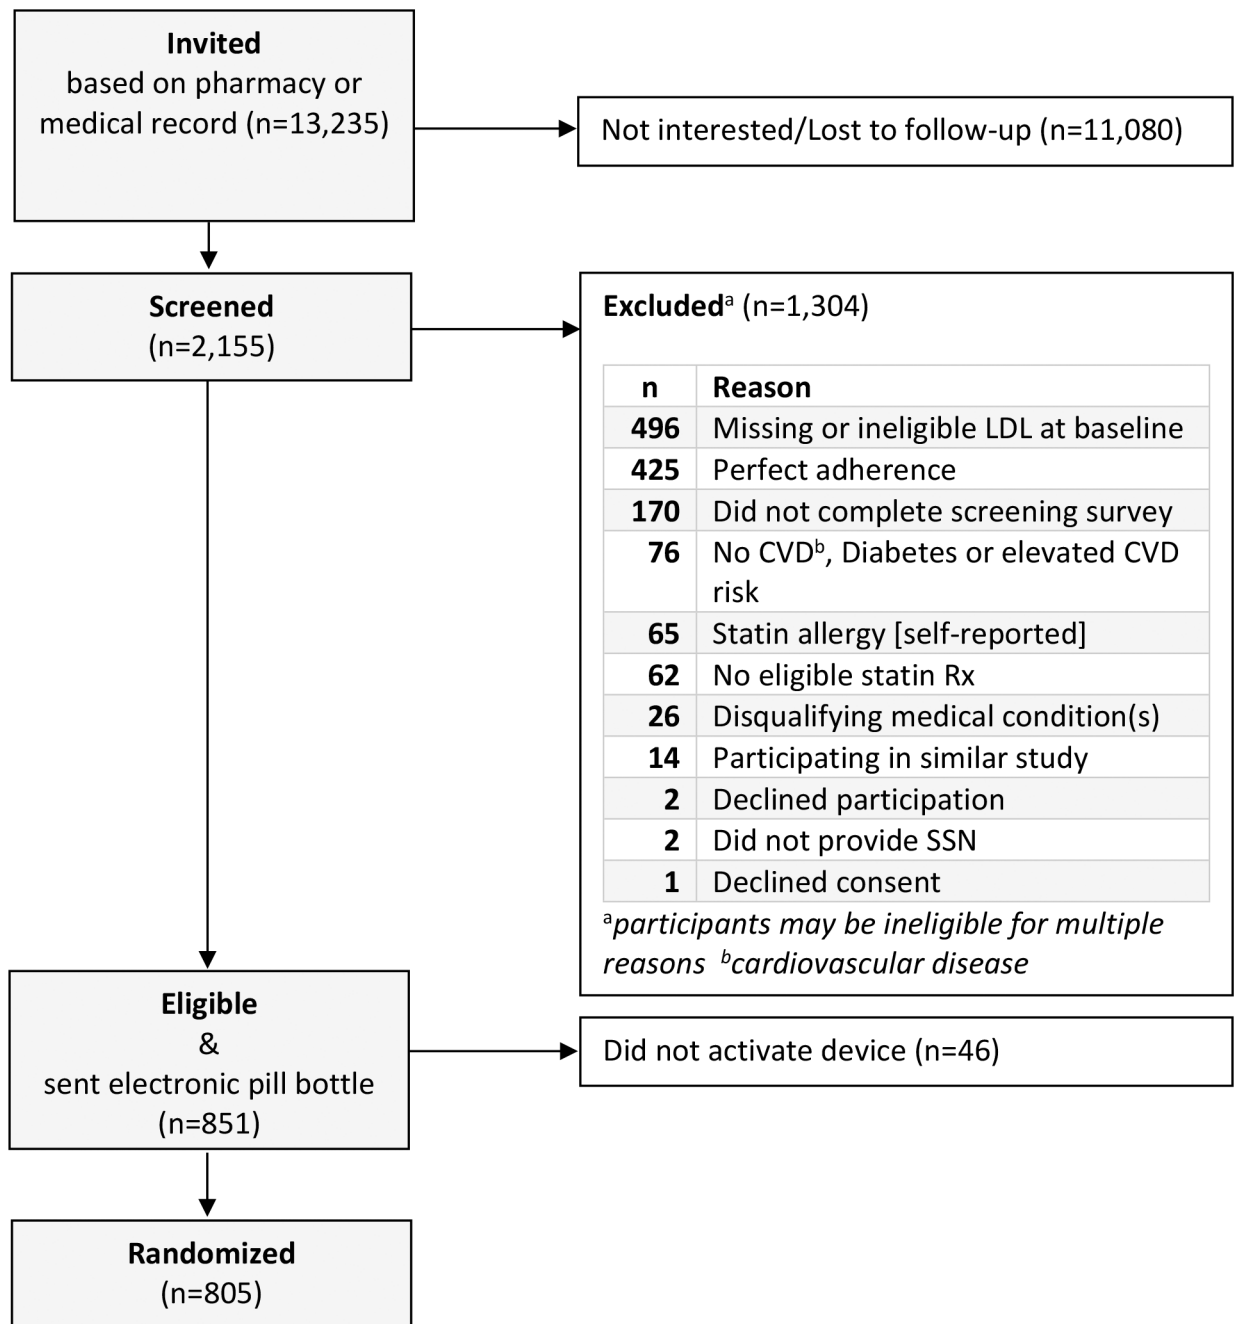 Invited
based on pharmacy or
medical record (n=13,235)
Not interested/Lost to follow-up (n=11,080)
Screened
(n=2,155)
Excludedᵃ (n=1,304)
n Reason
496 Missing or ineligible LDL at baseline
425 Perfect adherence
170 Did not complete screening survey
76 No CVDᵇ, Diabetes or elevated CVD
risk
65 Statin allergy [self-reported]
62 No eligible statin Rx
26 Disqualifying medical condition(s)
14 Participating in similar study
2 Declined participation
2 Did not provide SSN
1 Declined consent
ᵃparticipants may be ineligible for multiple
reasons ᵇcardiovascular disease
Eligible
&
sent electronic pill bottle
(n=851)
Did not activate device (n=46)
Randomized
(n=805)